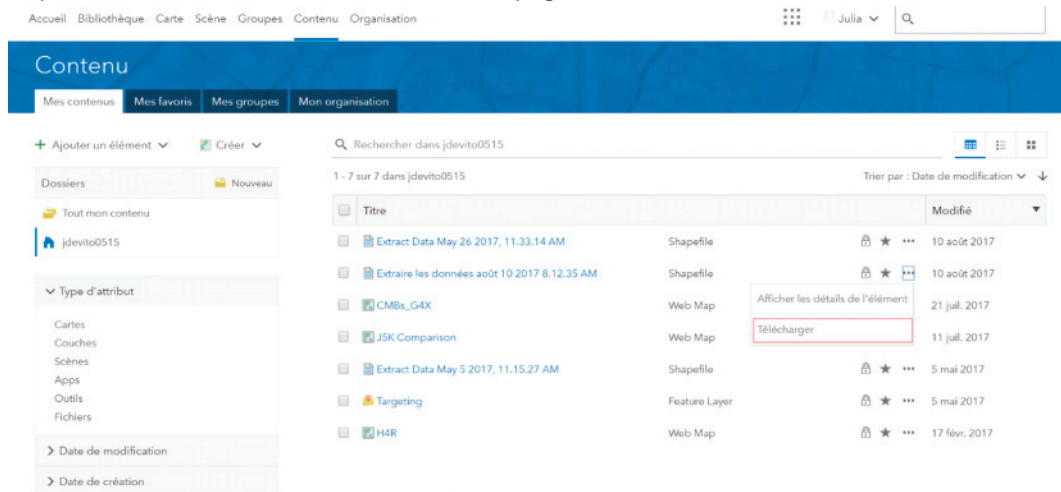 Accueil Bibliothèque Carte Scène Groupes Contenu Organisation Julia
Contenu
Mes contenus Mes favoris Mes groupes Mon organisation
Ajouter un élément Créer Rechercher dans jdevito0515
Dossiers Nouveau 1 - 7 sur 7 dans jdevito0515 Trier par : Date de modification
Tout mon contenu Titre Modifié
jdevito0515 Extract Data May 26 2017, 11.33.14 AM Shapefile 10 août 2017
Extraire les données août 10 2017 8.12.35 AM Shapefile 10 août 2017
Type d'attribut
Afficher les détails de l'élément
CMBs_G4X Web Map 21 juil. 2017
Cartes
Télécharger
Couches J5K Comparison Web Map 11 juil. 2017
Scènes
Extract Data May 5 2017, 11.15.27 AM Shapefile 5 mai 2017
Apps
Outils Targeting Feature Layer 5 mai 2017
Fichiers
H4R Web Map 17 févr. 2017
Date de modification
Date de création